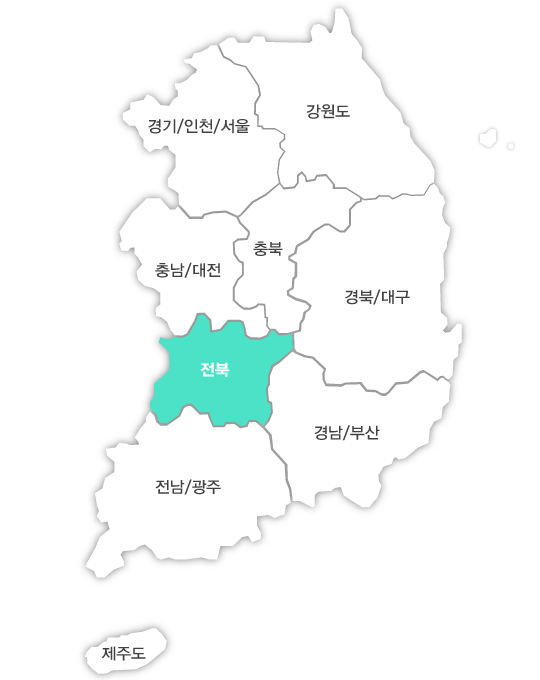 강원도
경기/인천/서울
충북
충남/대전
경북/대구
전북
경남/부산
전남/광주
제주도